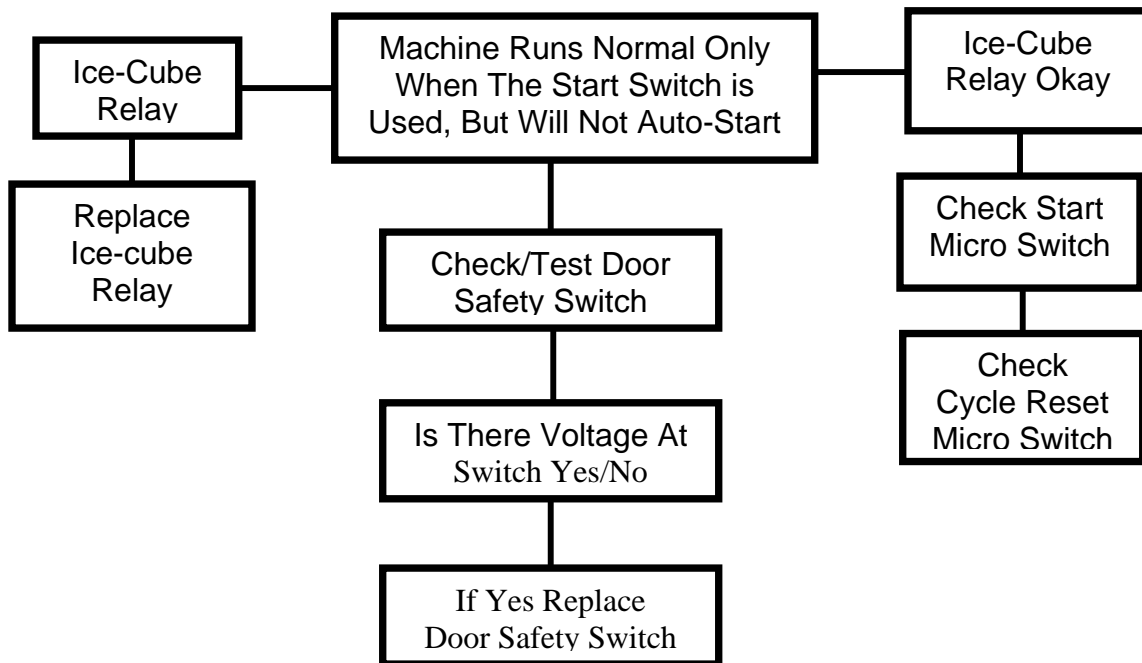 Machine Runs Normal Only
When The Start Switch is
Used, But Will Not Auto-Start
Ice-Cube
Relay
Replace
Ice-cube
Relay
Check/Test Door
Safety Switch
Is There Voltage At
Switch Yes/No
If Yes Replace
Door Safety Switch
Ice-Cube
Relay Okay
Check Start
Micro Switch
Check
Cycle Reset
Micro Switch